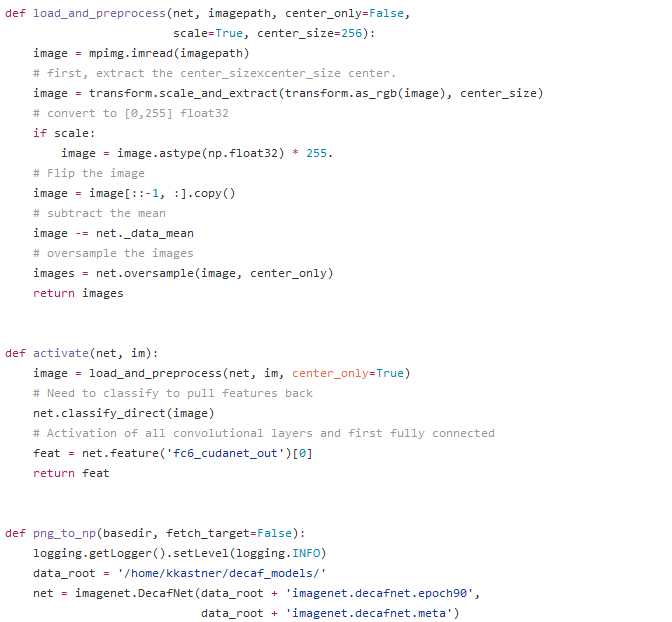 def load_and_preprocess(net, imagepath, center_only=False,
                        scale=True, center_size=256):
    image = mpimg.imread(imagepath)
    # first, extract the center_sizexcenter_size center.
    image = transform.scale_and_extract(transform.as_rgb(image), center_size)
    # convert to [0,255] float32
    if scale:
        image = image.astype(np.float32) * 255.
    # Flip the image
    image = image[::-1, :].copy()
    # subtract the mean
    image -= net._data_mean
    # oversample the images
    images = net.oversample(image, center_only)
    return images


def activate(net, im):
    image = load_and_preprocess(net, im, center_only=True)
    # Need to classify to pull features back
    net.classify_direct(image)
    # Activation of all convolutional layers and first fully connected
    feat = net.feature('fc6_cudanet_out')[0]
    return feat


def png_to_np(basedir, fetch_target=False):
    logging.getLogger().setLevel(logging.INFO)
    data_root = '/home/kkastner/decaf_models/'
    net = imagenet.DecafNet(data_root + 'imagenet.decafnet.epoch90',
                            data_root + 'imagenet.decafnet.meta')